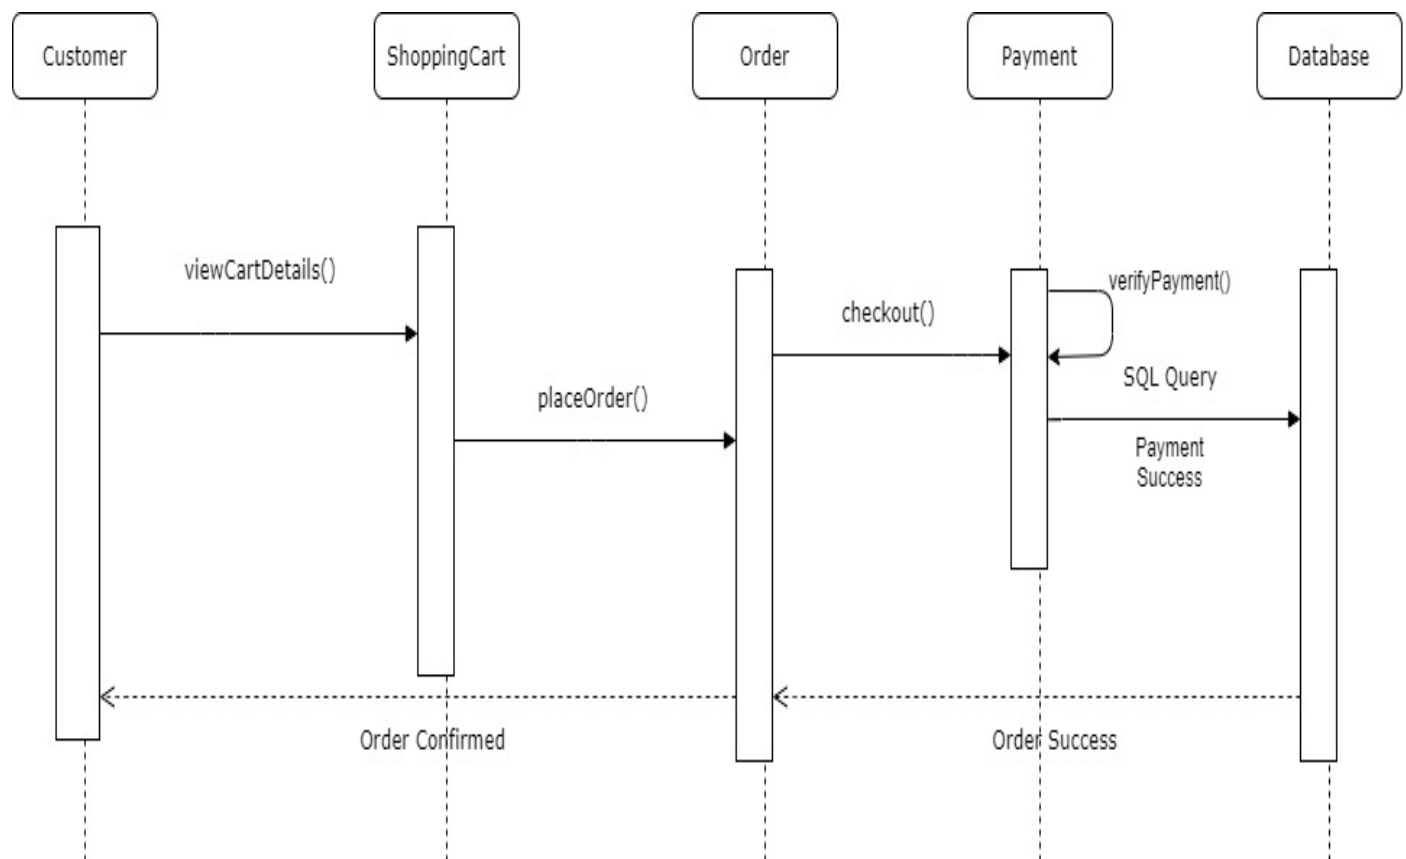 Customer
ShoppingCart
Order
Payment
Database
viewCartDetails()
verifyPayment()
checkout()
SQL Query
placeOrder()
Payment
Success
Order Confirmed
Order Success